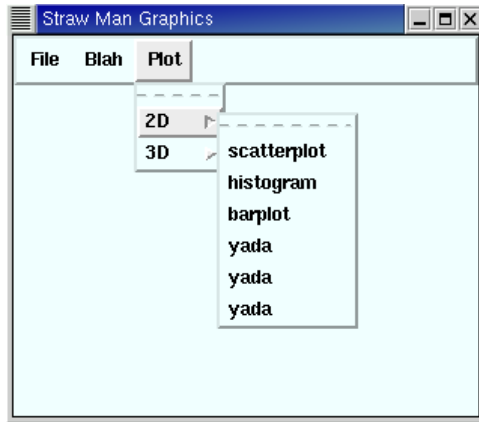 Straw Man Graphics
File Blah Plot
2D
3D
scatterplot
histogram
barplot
yada
yada
yada